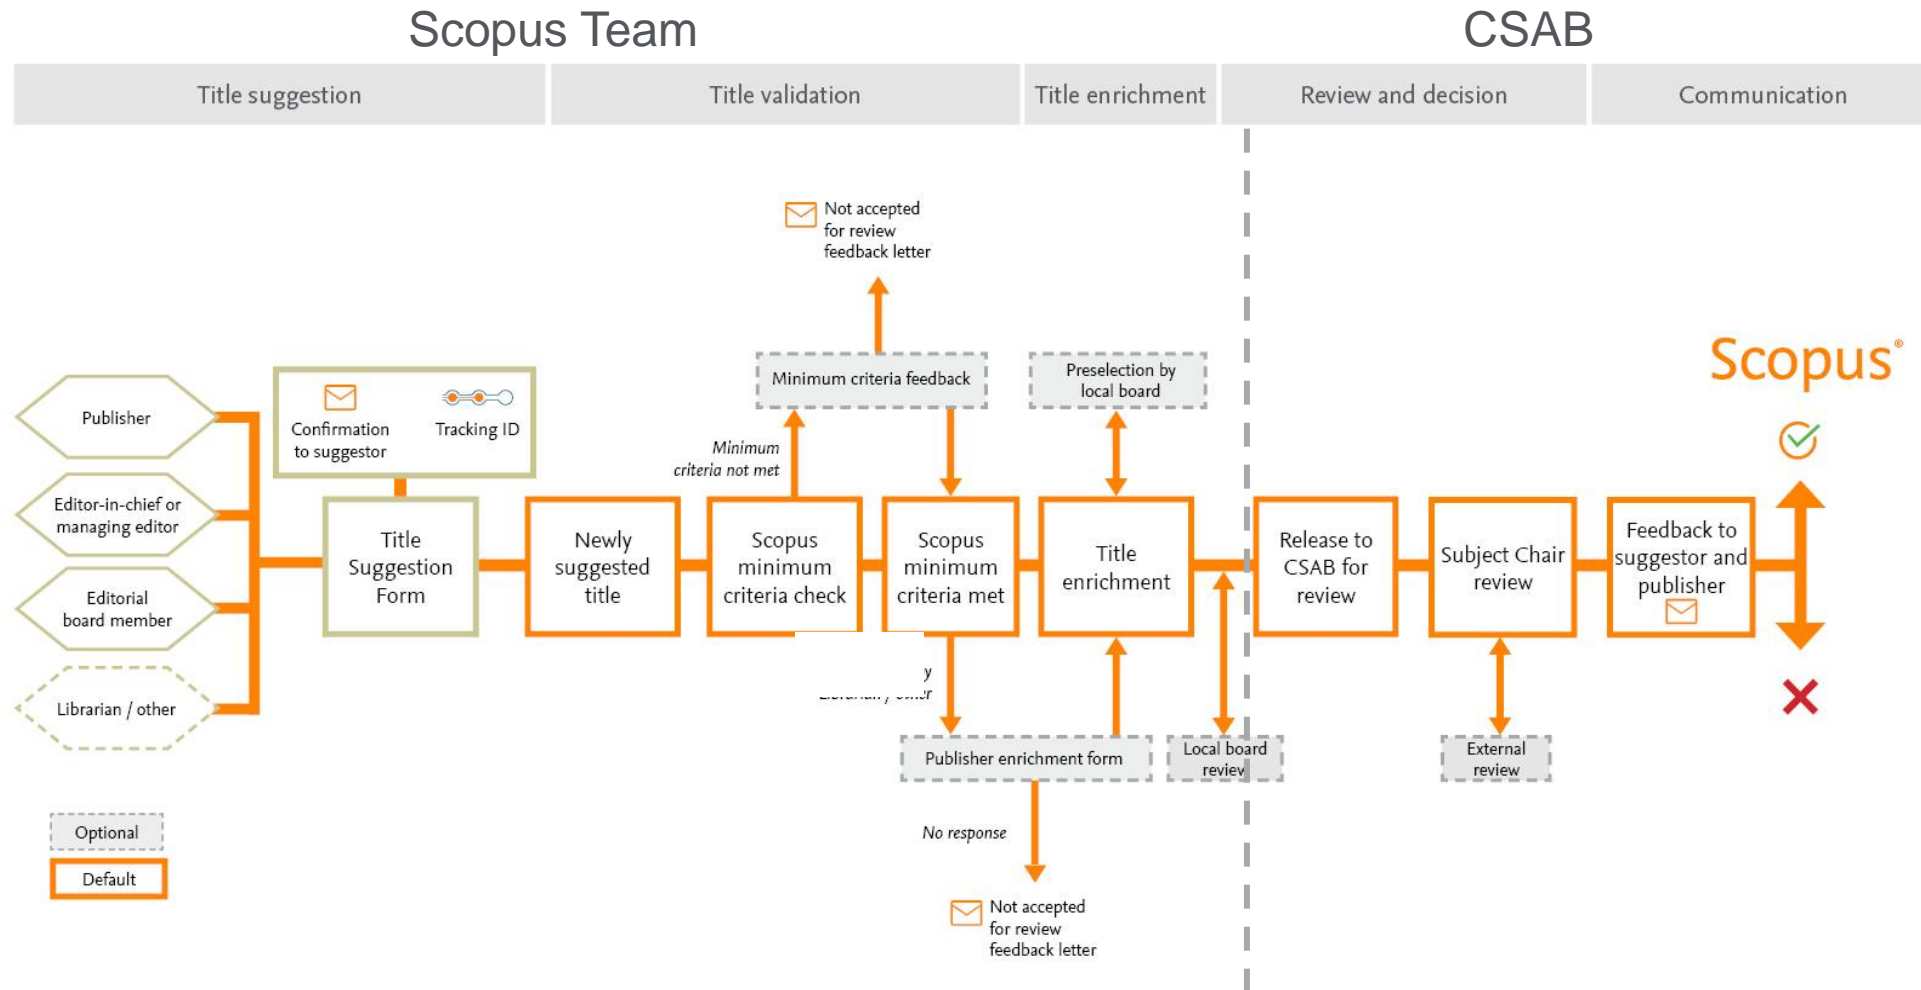 Scopus Team
CSAB
Title suggestion
Title validation
Title enrichment
Review and decision
Communication
Not accepted
for review
feedback letter
Scopus®
Minimum criteria feedback
Preselection by
local board
Publisher
Confirmation
to suggestor
Tracking ID
Minimum
criteria not met
Editor-in-chief or
managing editor
Title
Suggestion
Form
Newly
suggested
title
Scopus
minimum
criteria check
Scopus
minimum
criteria met
Title
enrichment
Release to
CSAB for
review
Subject Chair
review
Feedback to
suggestor and
publisher
Editorial
board member
Librarian / other
y
Publisher enrichment form
Local board
review
External
review
Optional
Default
No response
Not accepted
for review
feedback letter